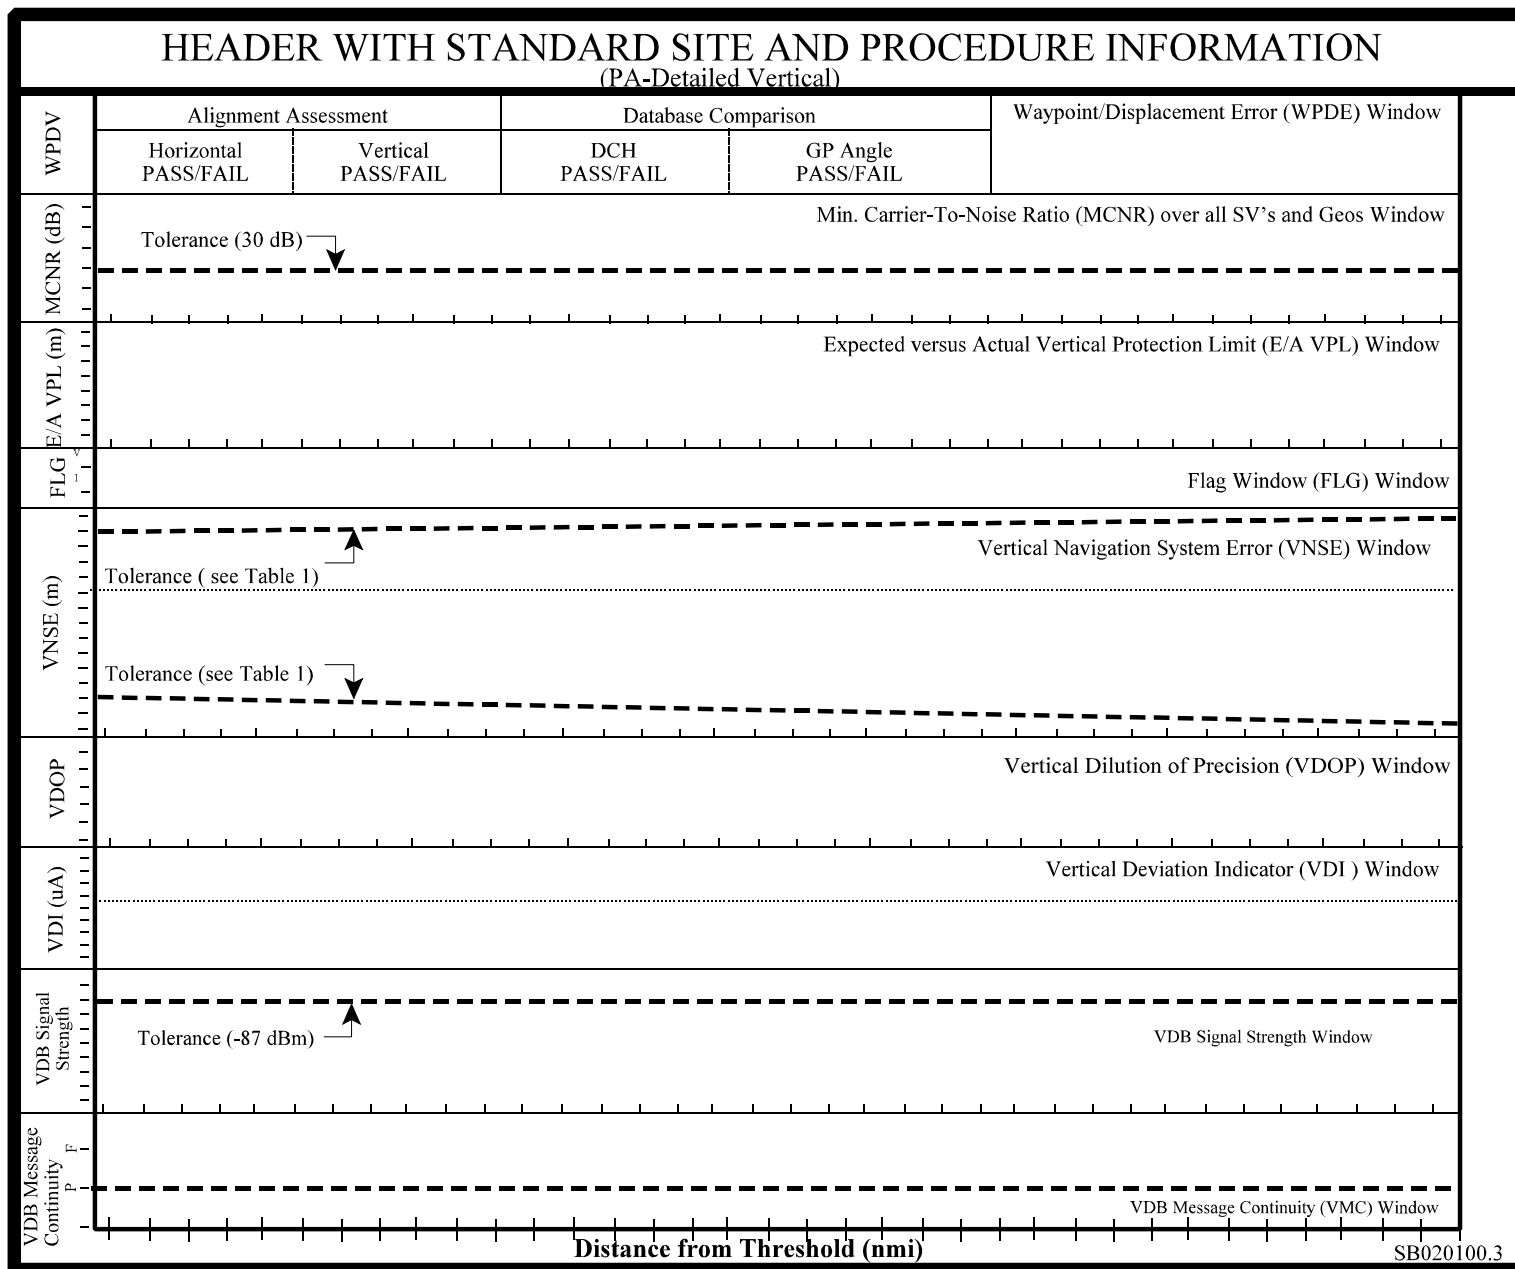 HEADER WITH STANDARD SITE AND PROCEDURE INFORMATION
(PA-Detailed Vertical)
WPDV
Alignment Assessment
Database Comparison
Waypoint/Displacement Error (WPDE) Window
Horizontal
PASS/FAIL
Vertical
PASS/FAIL
DCH
PASS/FAIL
GP Angle
PASS/FAIL
MCNR (dB)
Min. Carrier-To-Noise Ratio (MCNR) over all SV's and Geos Window
Tolerance (30 dB)
E/A VPL (m)
Expected versus Actual Vertical Protection Limit (E/A VPL) Window
FLG
V
I
Flag Window (FLG) Window
VNSE (m)
Vertical Navigation System Error (VNSE) Window
Tolerance ( see Table 1)
Tolerance (see Table 1)
VDOP
Vertical Dilution of Precision (VDOP) Window
VDI (uA)
Vertical Deviation Indicator (VDI ) Window
VDB Signal
Strength
Tolerance (-87 dBm)
VDB Signal Strength Window
VDB Message
Continuity
F
P
VDB Message Continuity (VMC) Window
Distance from Threshold (nmi)
SB020100.3